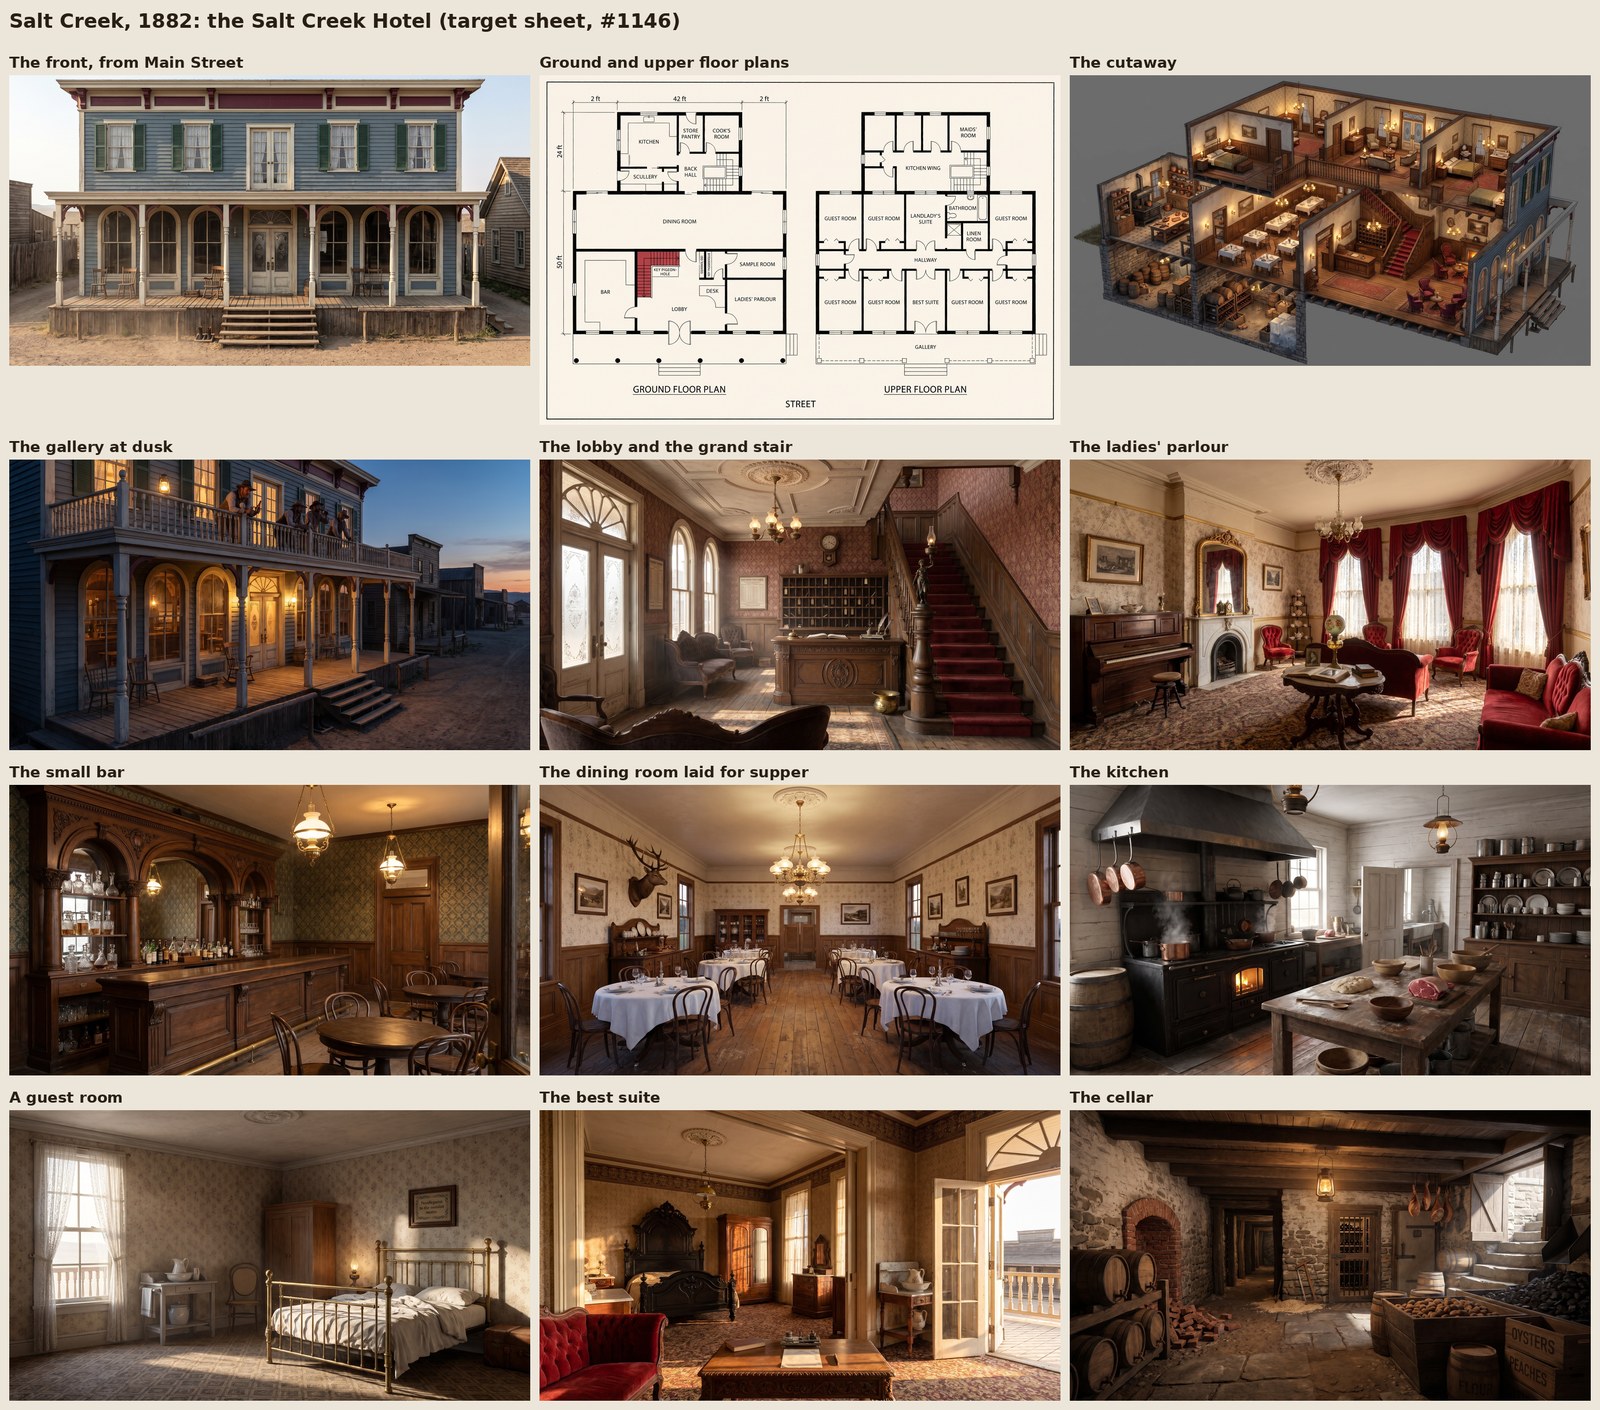 Salt Creek, 1882: the Salt Creek Hotel (target sheet, #1146)
The front, from Main Street
Ground and upper floor plans
The cutaway
2 ft
42 ft
2 ft
24 ft
50 ft
KITCHEN
STORE
PANTRY
COOK'S
ROOM
SCULLERY
BACK
HALL
DINING ROOM
BAR
KEY PIGEON-
HOLE
DESK
LOBBY
SAMPLE ROOM
LADIES' PARLOUR
GROUND FLOOR PLAN
MAIDS'
ROOM
KITCHEN WING
GUEST ROOM
GUEST ROOM
LANDLADY'S
SUITE
BATHROOM
LINEN
ROOM
GUEST ROOM
HALLWAY
GUEST ROOM
GUEST ROOM
BEST SUITE
GUEST ROOM
GUEST ROOM
GALLERY
UPPER FLOOR PLAN
STREET
The gallery at dusk
The lobby and the grand stair
The ladies' parlour
The small bar
The dining room laid for supper
The kitchen
A guest room
The best suite
The cellar
OYSTERS
PEACHES
FLOUR